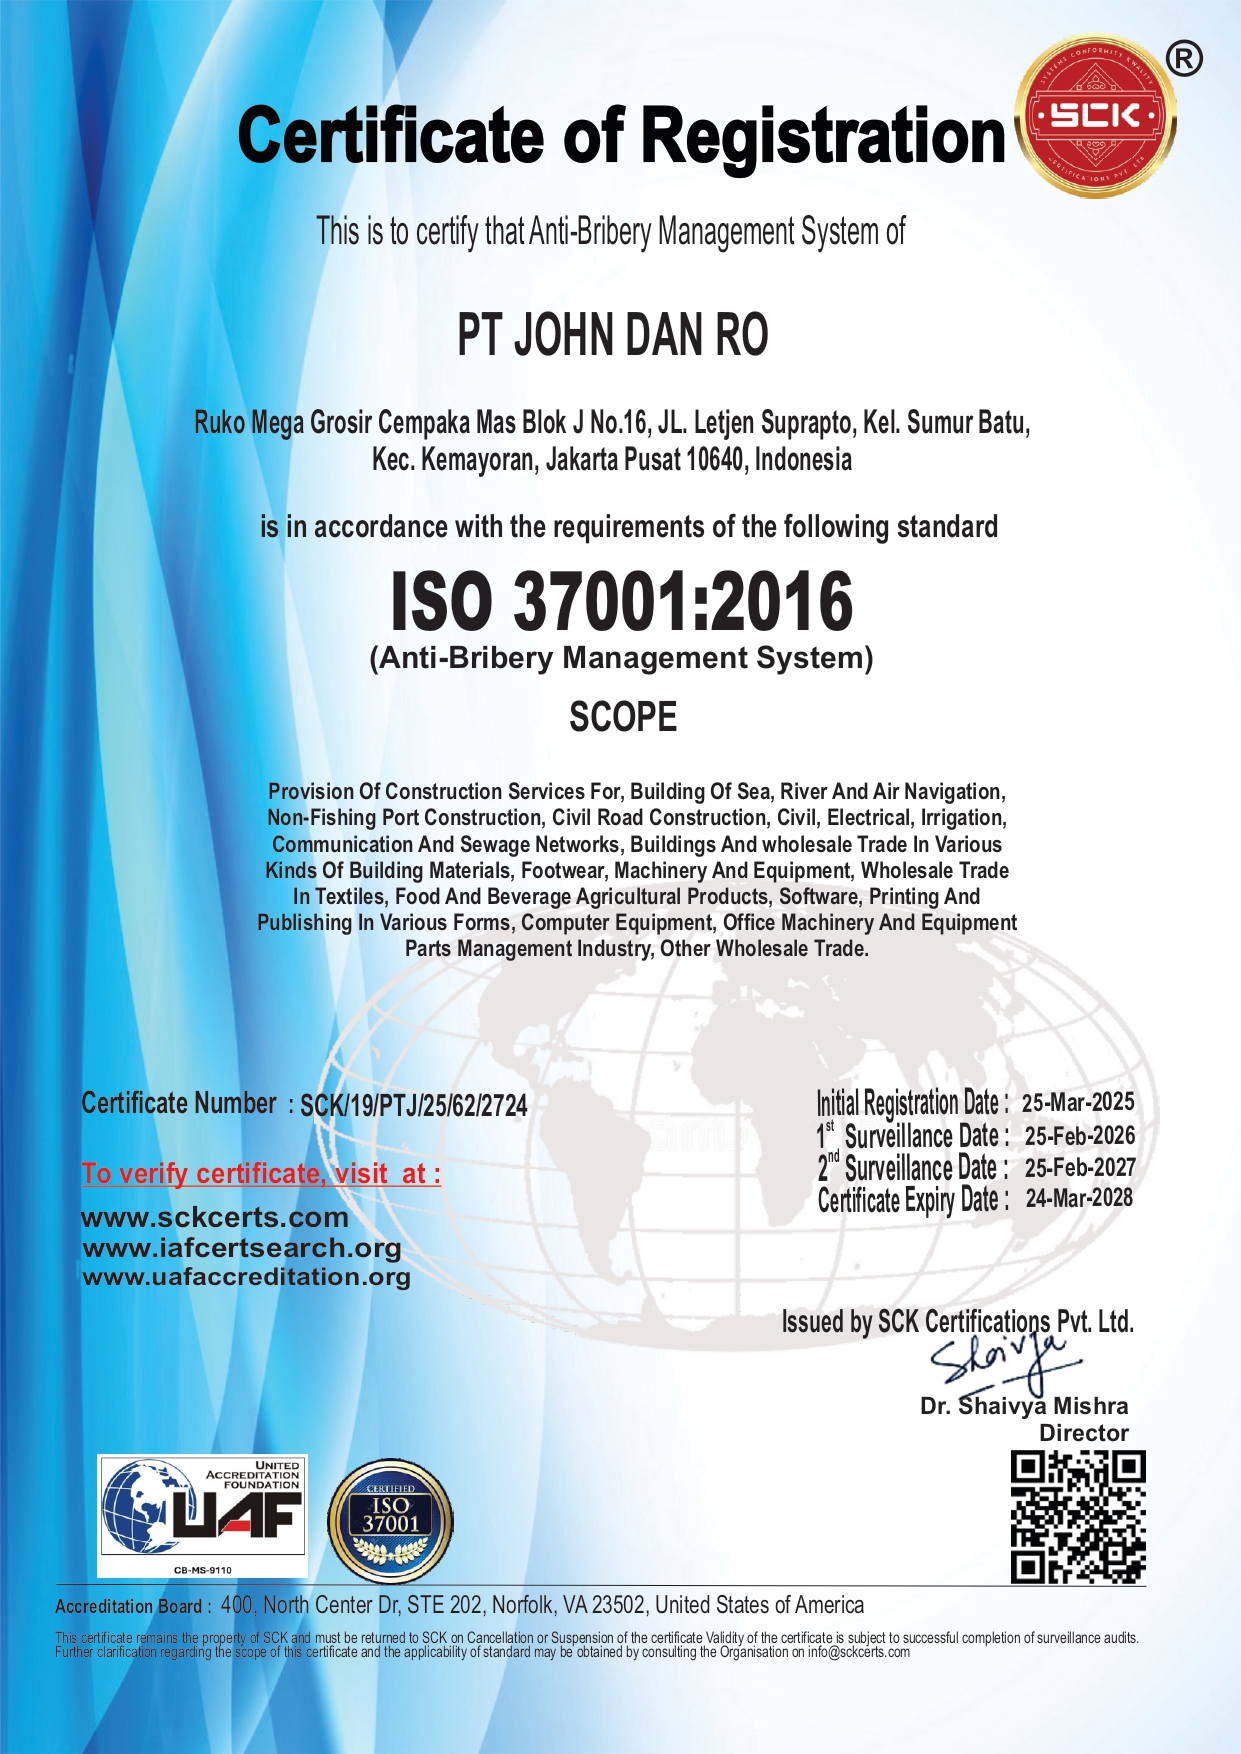 Certificate of Registration
SYSTEMS CONFORMITY KWALITY
SCK
CERTIFICATIONS PVT. LTD
®
This is to certify that Anti-Bribery Management System of
PT JOHN DAN RO
Ruko Mega Grosir Cempaka Mas Blok J No.16, JL. Letjen Suprapto, Kel. Sumur Batu,
Kec. Kemayoran, Jakarta Pusat 10640, Indonesia
is in accordance with the requirements of the following standard
ISO 37001:2016
(Anti-Bribery Management System)
SCOPE
Provision Of Construction Services For, Building Of Sea, River And Air Navigation,
Non-Fishing Port Construction, Civil Road Construction, Civil, Electrical, Irrigation,
Communication And Sewage Networks, Buildings And wholesale Trade In Various
Kinds Of Building Materials, Footwear, Machinery And Equipment, Wholesale Trade
In Textiles, Food And Beverage Agricultural Products, Software, Printing And
Publishing In Various Forms, Computer Equipment, Office Machinery And Equipment
Parts Management Industry, Other Wholesale Trade.
Certificate Number : SCK/19/PTJ/25/62/2724
Initial Registration Date : 25-Mar-2025
1st Surveillance Date : 25-Feb-2026
2nd Surveillance Date : 25-Feb-2027
Certificate Expiry Date : 24-Mar-2028
To verify certificate, visit at :
www.sckcerts.com
www.iafcertsearch.org
www.uafaccreditation.org
Issued by SCK Certifications Pvt. Ltd.
Shaivya
Dr. Shaivya Mishra
Director
UNITED
ACCREDITATION
FOUNDATION
UAF
CB-MS-9110
CERTIFIED
ISO
37001
Accreditation Board : 400, North Center Dr, STE 202, Norfolk, VA 23502, United States of America
This certificate remains the property of SCK and must be returned to SCK on Cancellation or Suspension of the certificate Validity of the certificate is subject to successful completion of surveillance audits.
Further clarification regarding the scope of this certificate and the applicability of standard may be obtained by consulting the Organisation on info@sckcerts.com